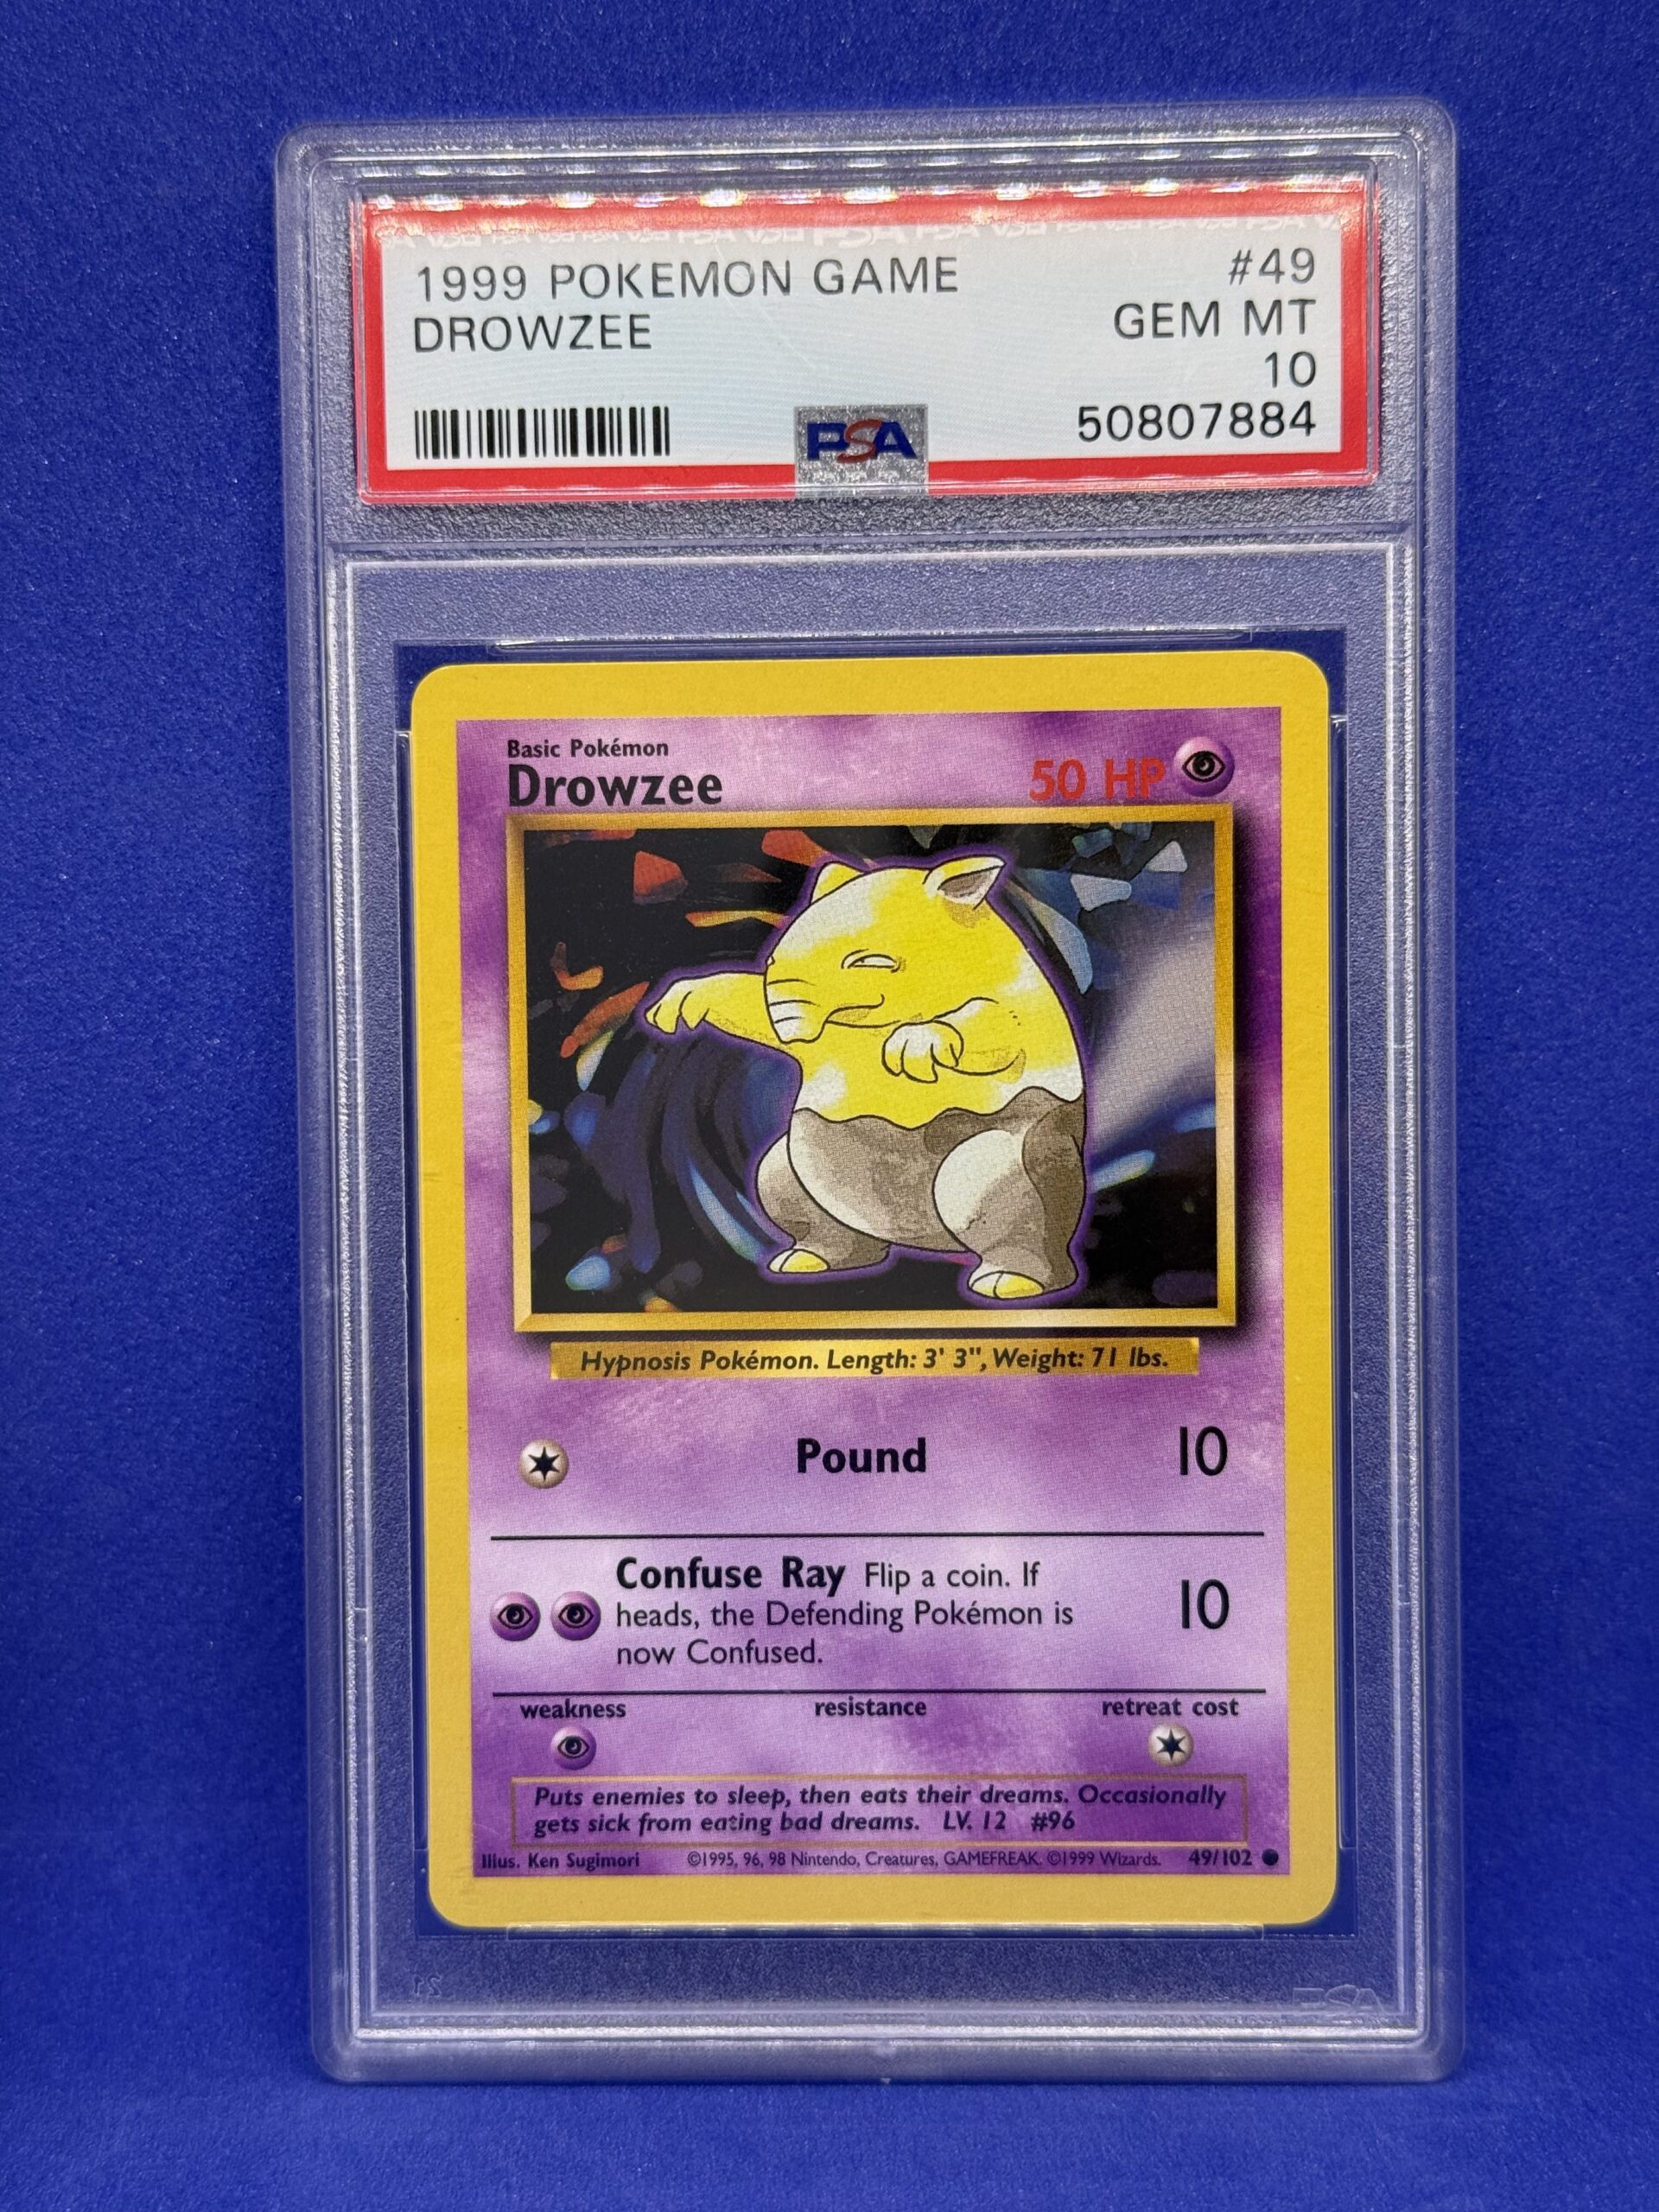 1999 POKEMON GAME #49
DROWZEE GEM MT
10
PSA 50807884
Basic Pokémon
Drowzee 50 HP
Hypnosis Pokémon. Length: 3' 3", Weight: 71 lbs.
Pound 10
Confuse Ray Flip a coin. If
heads, the Defending Pokémon is 10
now Confused.
weakness resistance retreat cost
Puts enemies to sleep, then eats their dreams. Occasionally
gets sick from eating bad dreams. LV. 12 #96
Illus. Ken Sugimori ©1995, 96, 98 Nintendo, Creatures, GAMEFREAK. ©1999 Wizards. 49/102
PSA